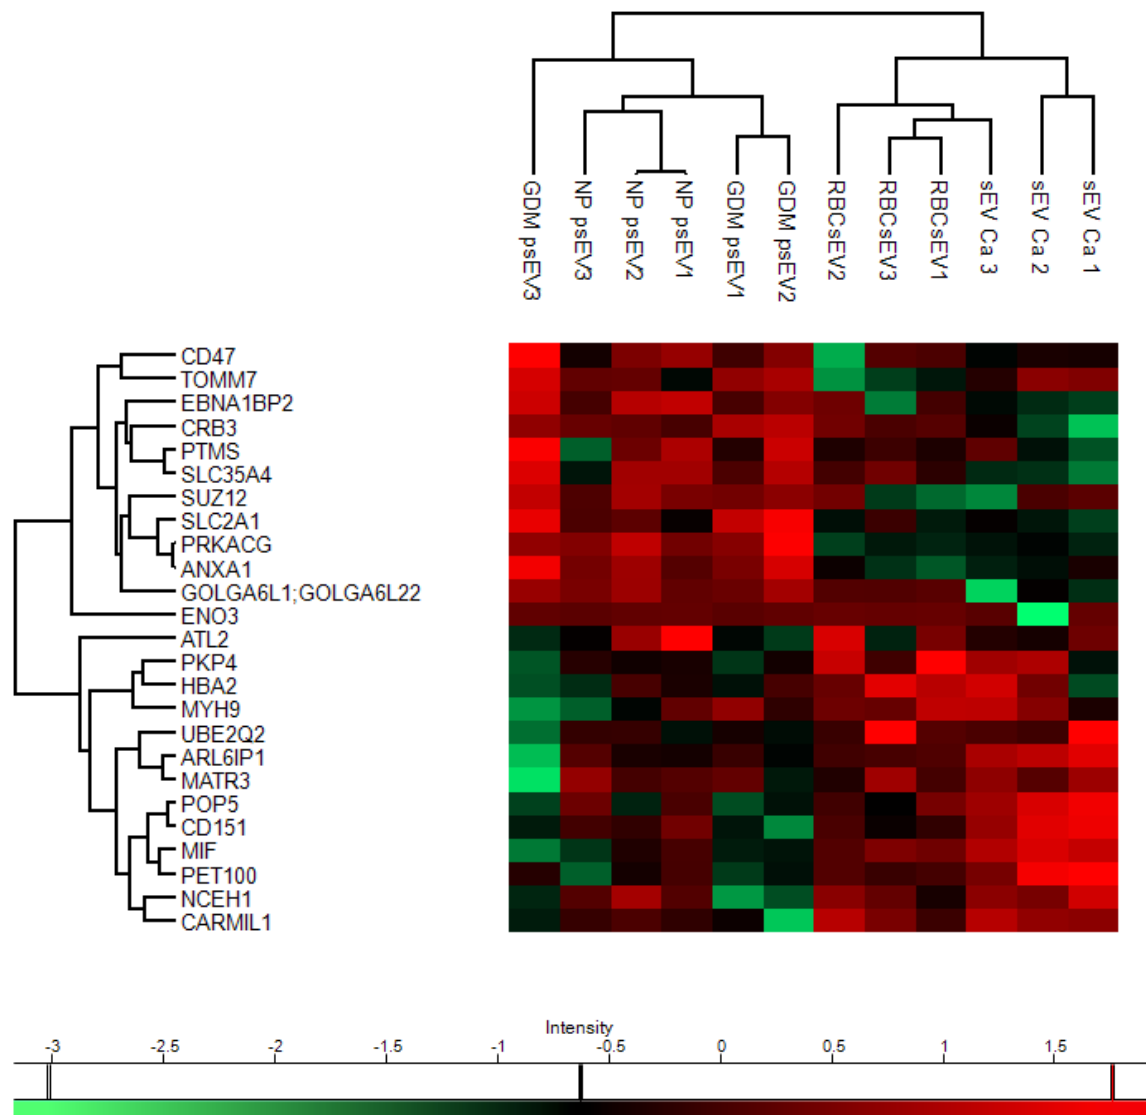 GDM psEV3
NP psEV3
NP psEV2
NP psEV1
GDM psEV1
GDM psEV2
RBCsEV2
RBCsEV3
RBCsEV1
sEV Ca 3
sEV Ca 2
sEV Ca 1
CD47
TOMM7
EBNA1BP2
CRB3
PTMS
SLC35A4
SUZ12
SLC2A1
PRKACG
ANXA1
GOLGA6L1;GOLGA6L22
ENO3
ATL2
PKP4
HBA2
MYH9
UBE2Q2
ARL6IP1
MATR3
POP5
CD151
MIF
PET100
NCEH1
CARMIL1
Intensity
-3 -2.5 -2 -1.5 -1 -0.5 0 0.5 1 1.5